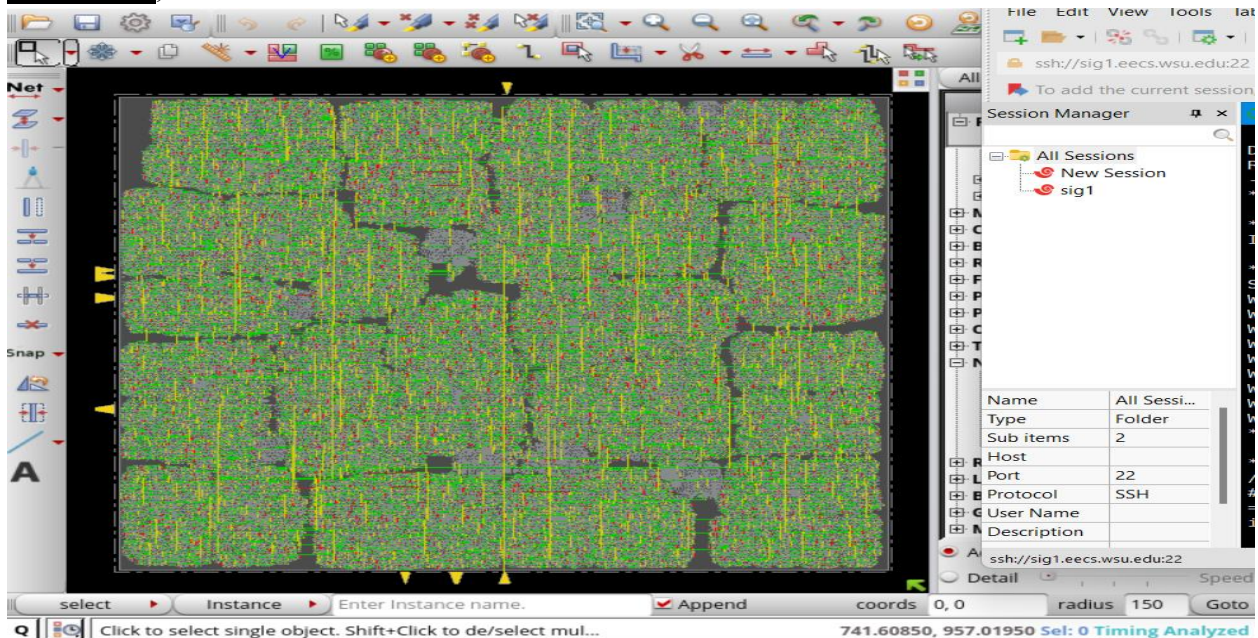 File Edit View Tools Tab
ssh://sig1.eecs.wsu.edu:22
To add the current session
Net
All
Session Manager
All Sessions
New Session
sig1
Snap
A
Name All Sessi...
Type Folder
Sub items 2
Host
Port 22
Protocol SSH
User Name
Description
ssh://sig1.eecs.wsu.edu:22
Detail Speed
select Instance Enter Instance name. Append coords 0, 0 radius 150 Goto
Q Click to select single object. Shift+Click to de/select mul... 741.60850, 957.01950 Sel: 0 Timing Analyzed